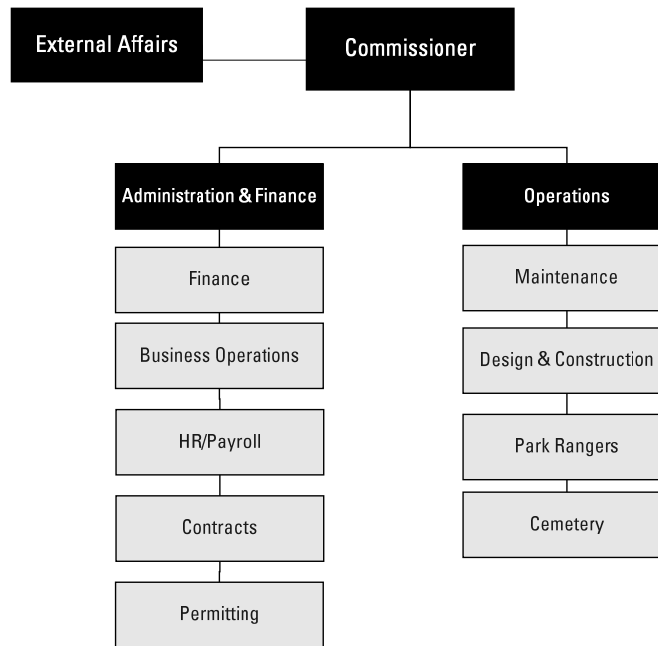 External Affairs
Commissioner
Administration & Finance
Operations
Finance
Maintenance
Business Operations
Design & Construction
HR/Payroll
Park Rangers
Contracts
Cemetery
Permitting